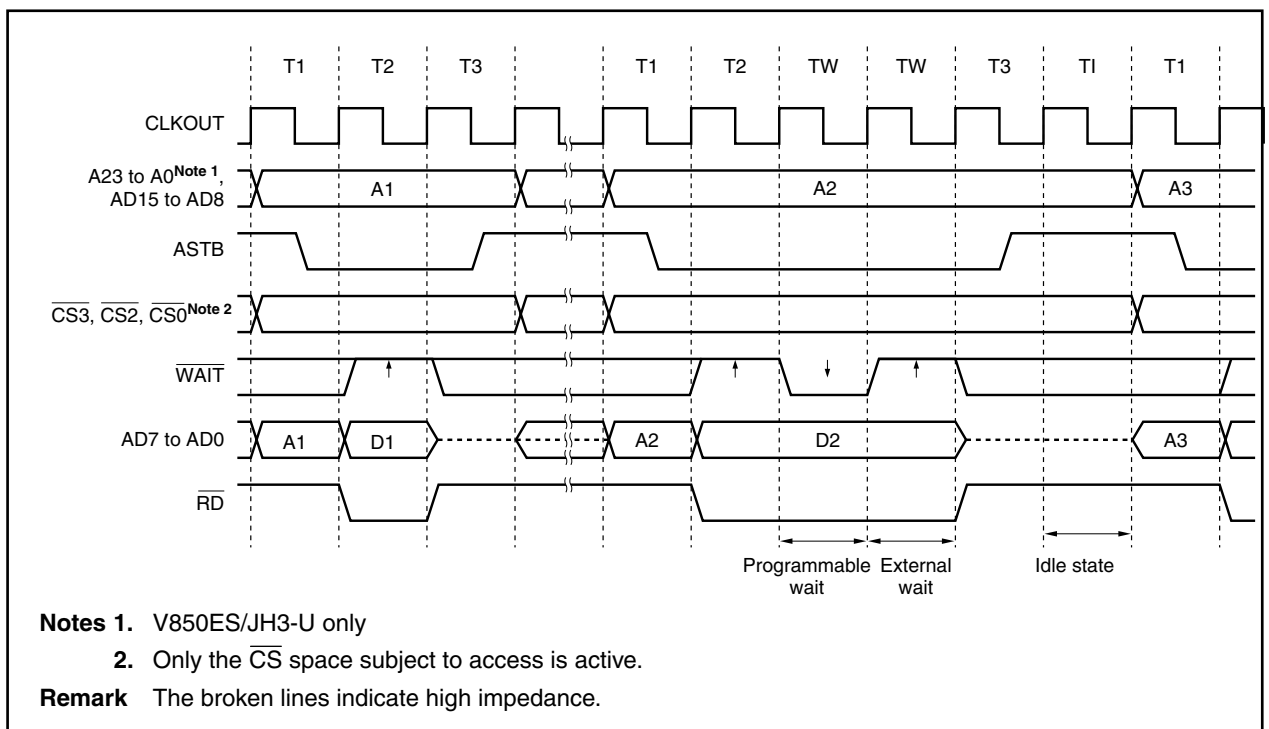 T1 T2 T3 T1 T2 TW TW T3 TI T1
CLKOUT
A23 to A0Note 1,
AD15 to AD8
A1 A2 A3
ASTB
CS3, CS2, CS0Note 2
WAIT
AD7 to AD0
A1 D1 A2 D2 A3
RD
Programmable wait
External wait
Idle state
Notes 1. V850ES/JH3-U only
2. Only the CS space subject to access is active.
Remark The broken lines indicate high impedance.